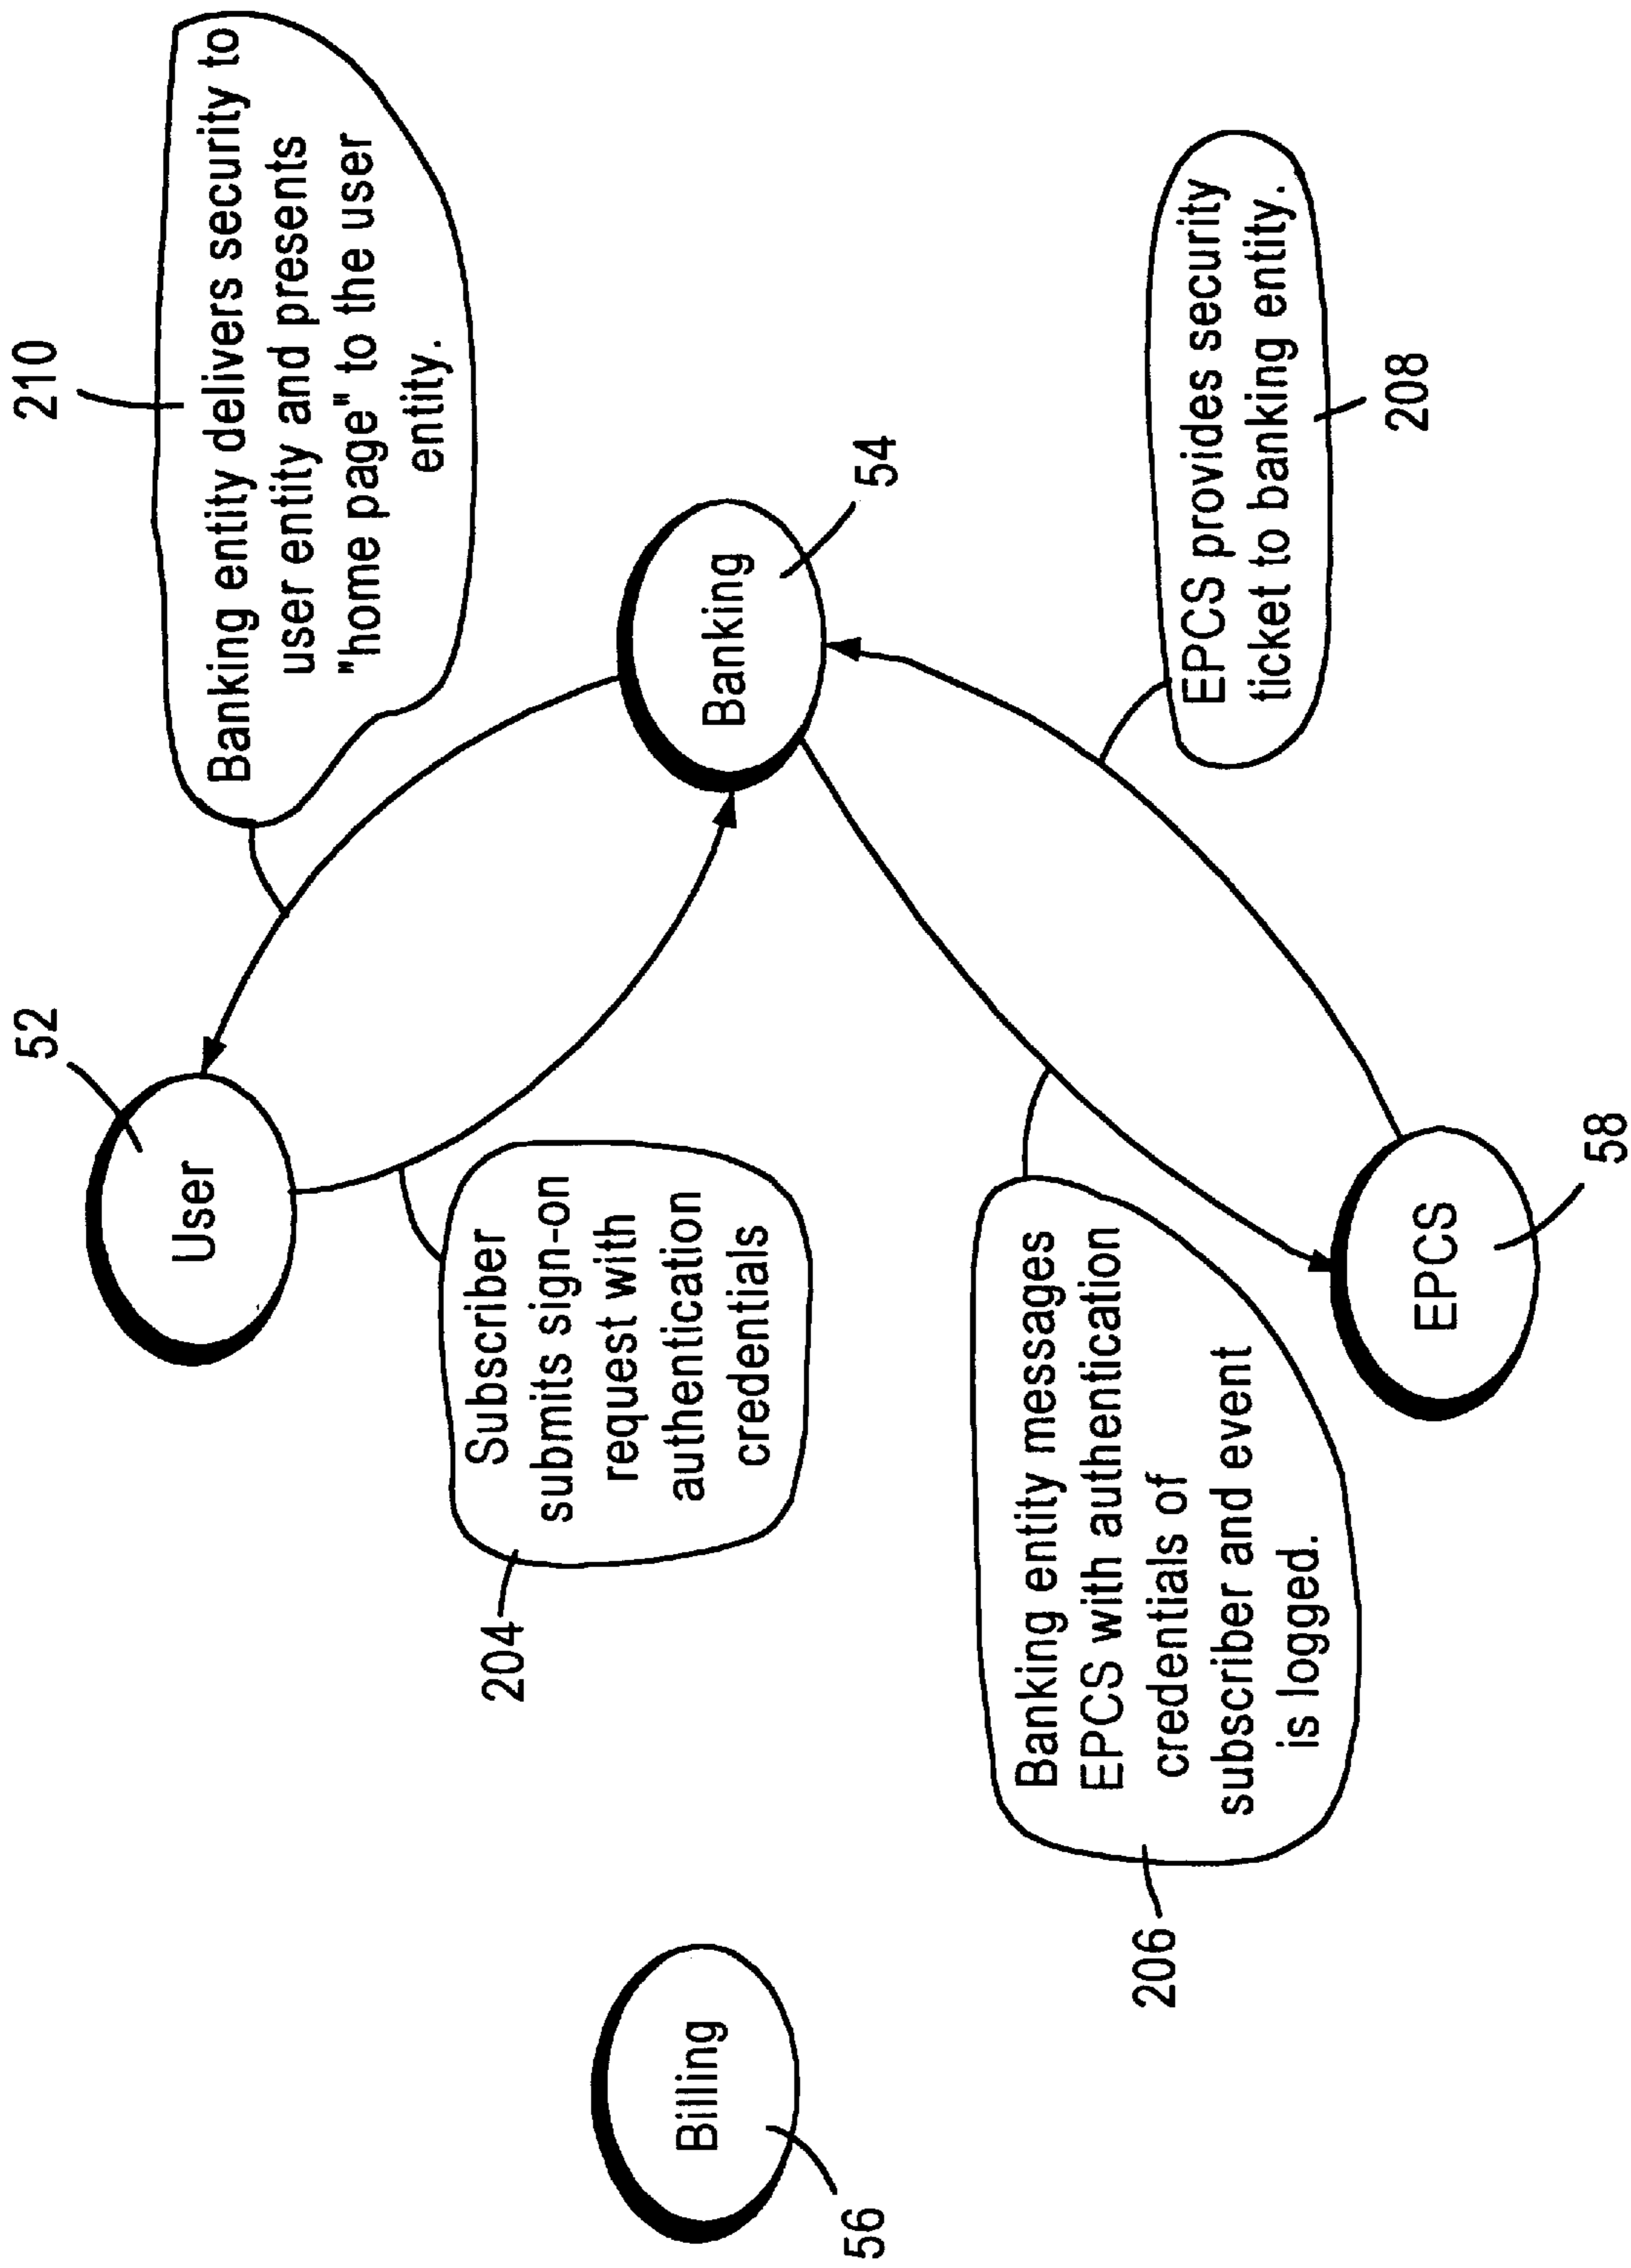 52
User
210
Banking entity delivers security to
user entity and presents
"home page" to the user
entity.
204
Subscriber
submits sign-on
request with
authentication
credentials
Billing
56
Banking
54
206
Banking entity messages
EPCS with authentication
credentials of
subscriber and event
is logged.
EPCS provides security
ticket to banking entity.
208
EPCS
58